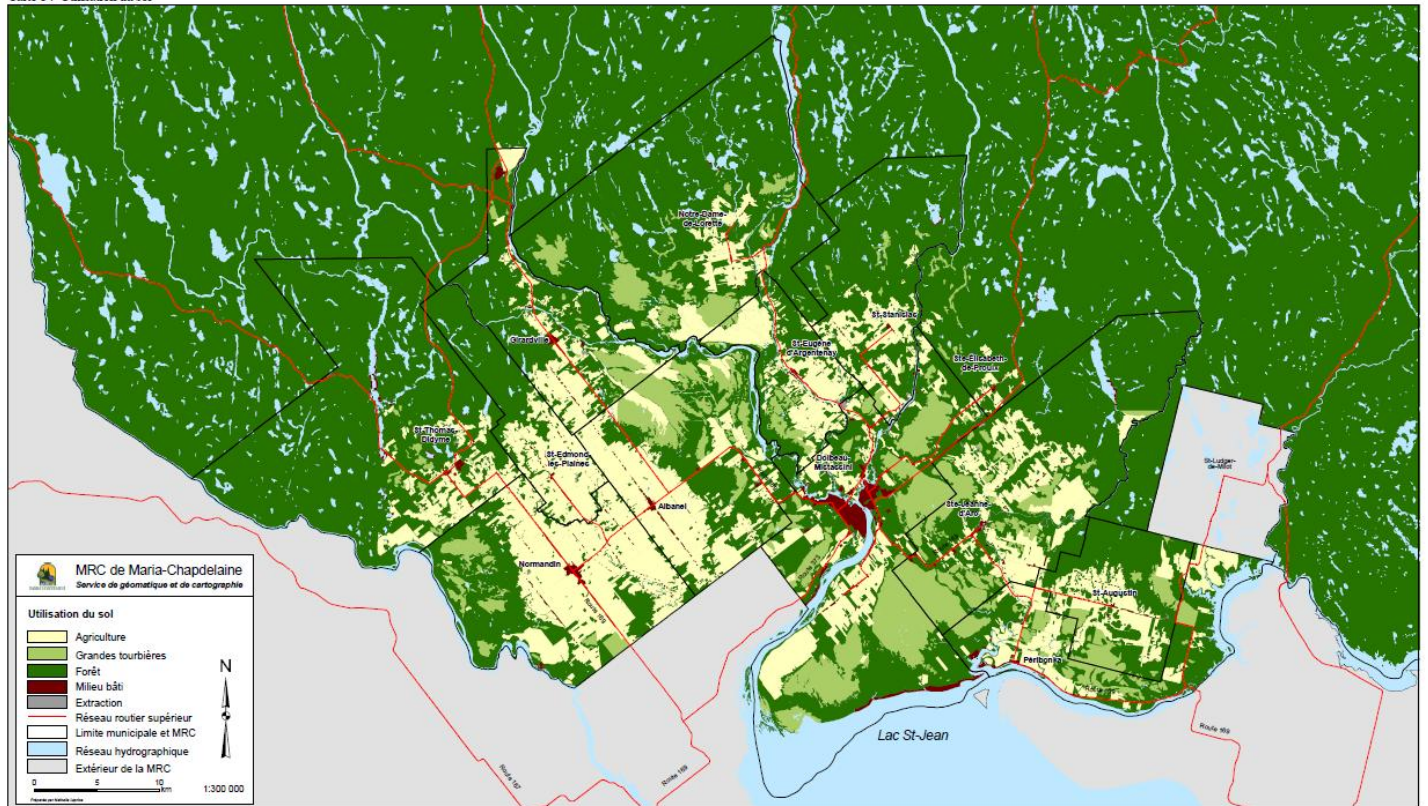 Notre-Dame-
de-Lorette
St-Stanislas
Girardville
St-Eugène
d'Argentenay
Ste-Élisabeth-
de-Proulx
St-Thomas-
Didyme
St-Edmond
les-Plaines
Dolbeau-
Mistassini
St-Ludger-
de-Milot
Albanel
Ste-Jeanne-
d'Arc
Normandin
St-Augustin
Péribonka
Route 169
Route 373
Lac St-Jean
Route 169
Route 167
Route 169
MRC de Maria-Chapdelaine
Service de géomatique et de cartographie
Utilisation du sol
Agriculture
Grandes tourbières
Forêt
Milieu bâti
Extraction
Réseau routier supérieur
Limite municipale et MRC
Réseau hydrographique
Extérieur de la MRC
N
0 5 10
km
1:300 000